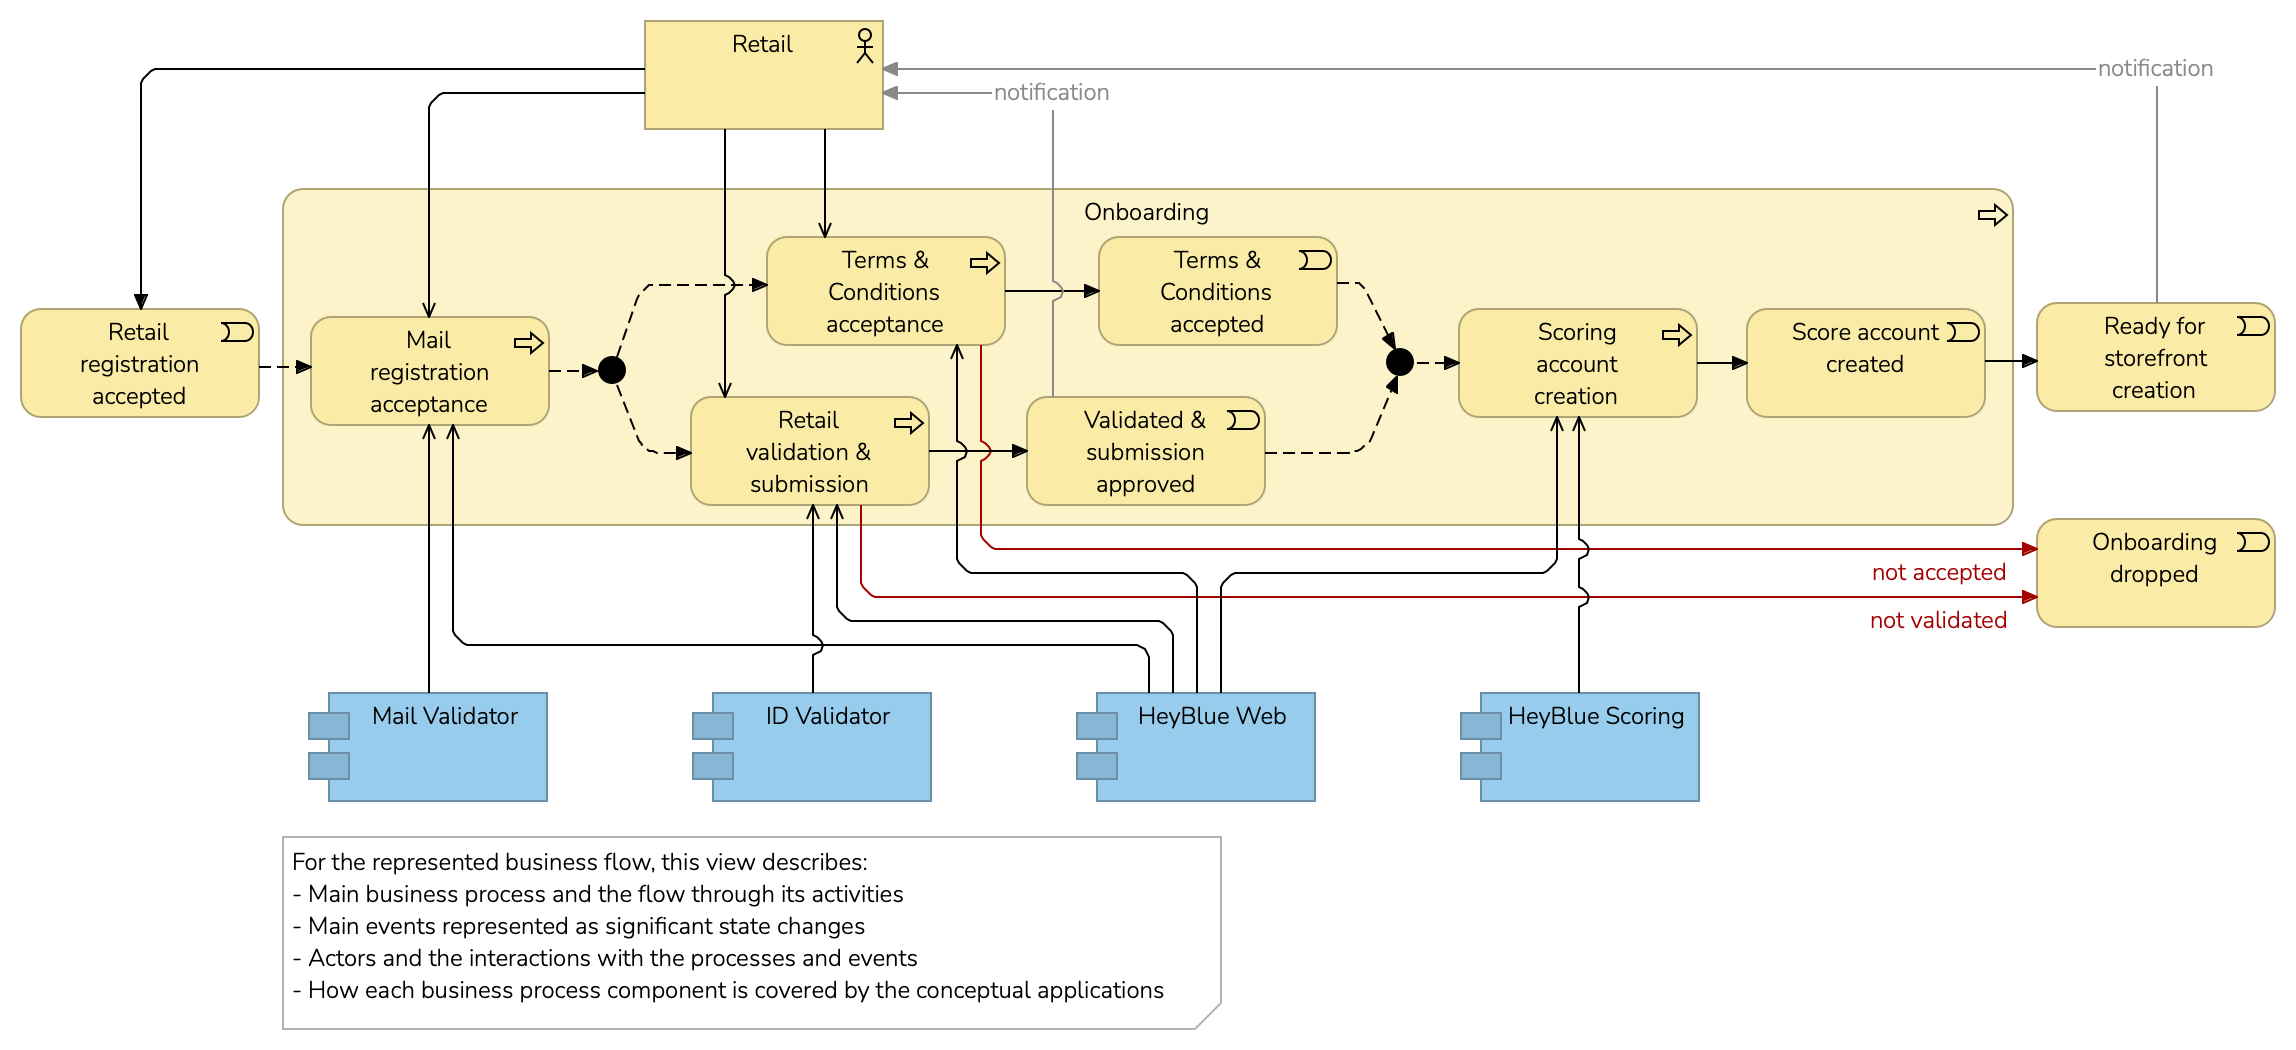 Retail
notification
notification
Onboarding
Terms &
Conditions
acceptance
Terms &
Conditions
accepted
Retail
registration
accepted
Mail
registration
acceptance
Scoring
account
creation
Score account
created
Ready for
storefront
creation
Retail
validation &
submission
Validated &
submission
approved
Onboarding
dropped
not accepted
not validated
Mail Validator
ID Validator
HeyBlue Web
HeyBlue Scoring
For the represented business flow, this view describes:
- Main business process and the flow through its activities
- Main events represented as significant state changes
- Actors and the interactions with the processes and events
- How each business process component is covered by the conceptual applications